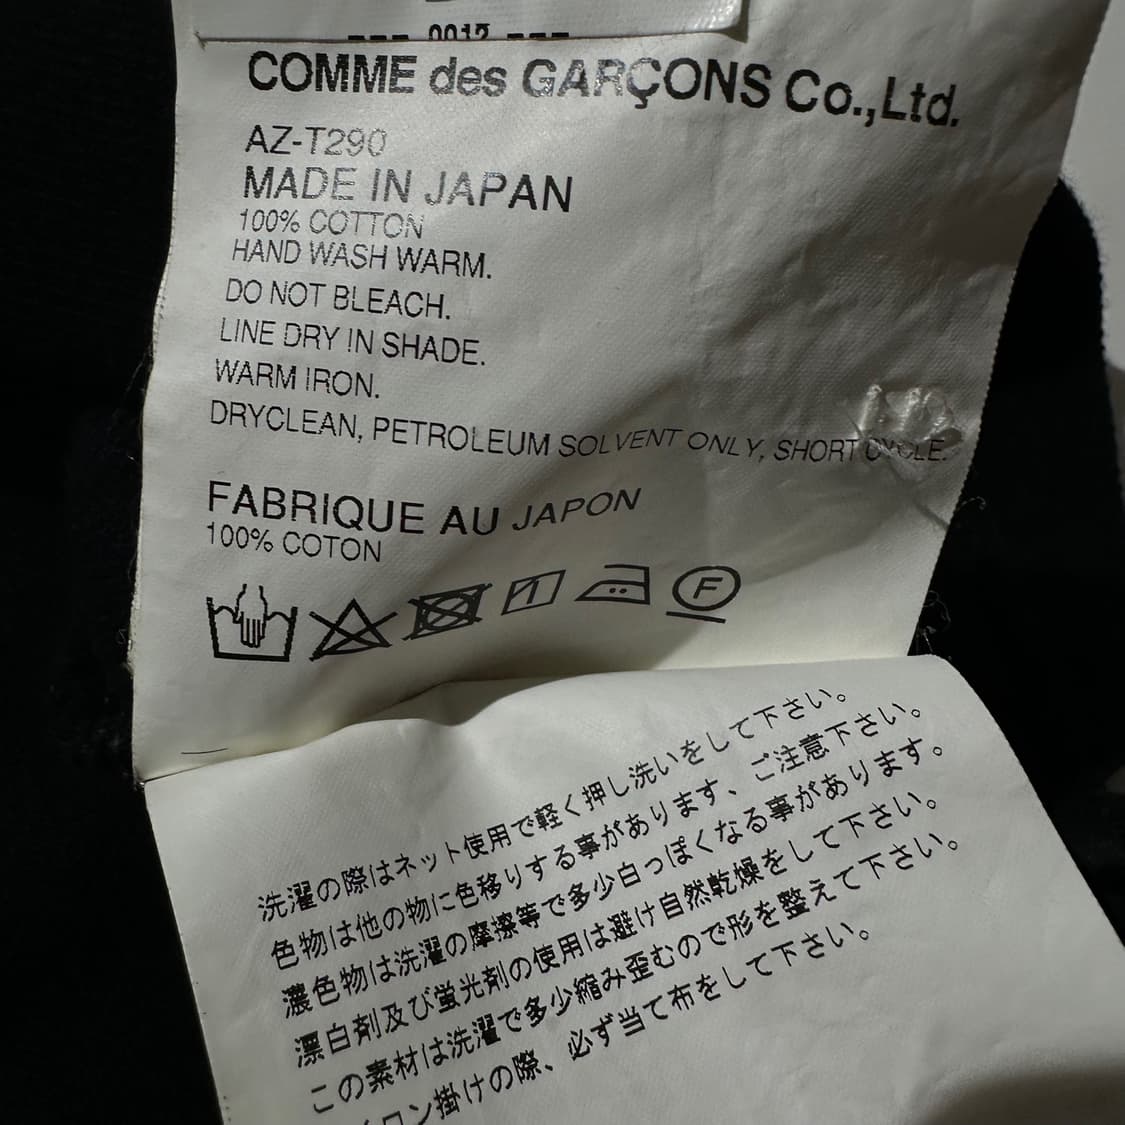 --- 0012 ---
COMME des GARÇONS Co.,Ltd.
AZ-T290
MADE IN JAPAN
100% COTTON
HAND WASH WARM.
DO NOT BLEACH.
LINE DRY IN SHADE.
WARM IRON.
DRYCLEAN, PETROLEUM SOLVENT ONLY, SHORT CYCLE.
FABRIQUE AU JAPON
100% COTON
F
洗濯の際はネット使用で軽く押し洗いをして下さい。
色物は他の物に色移りする事があります、ご注意下さい。
濃色物は洗濯の摩擦等で多少白っぽくなる事があります。
漂白剤及び蛍光剤の使用は避け自然乾燥をして下さい。
この素材は洗濯で多少縮み歪むので形を整えて下さい。
イロン掛けの際、必ず当て布をして下さい。